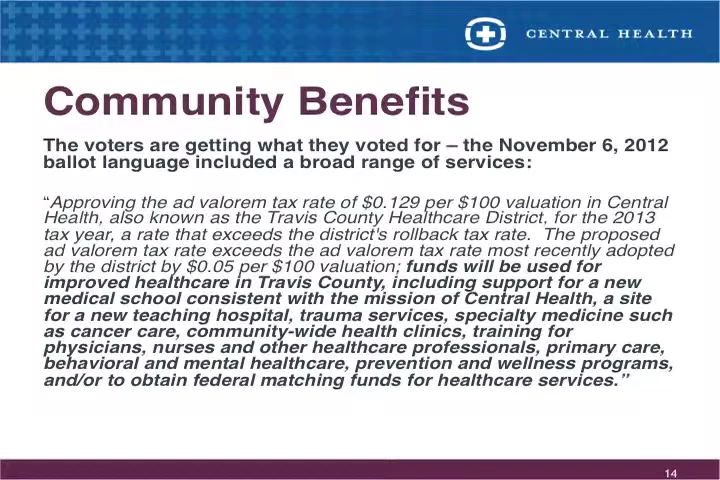 CENTRAL HEALTH
Community Benefits
The voters are getting what they voted for – the November 6, 2012
ballot language included a broad range of services:
“Approving the ad valorem tax rate of $0.129 per $100 valuation in Central
Health, also known as the Travis County Healthcare District, for the 2013
tax year, a rate that exceeds the district's rollback tax rate.  The proposed
ad valorem tax rate exceeds the ad valorem tax rate most recently adopted
by the district by $0.05 per $100 valuation; funds will be used for
improved healthcare in Travis County, including support for a new
medical school consistent with the mission of Central Health, a site
for a new teaching hospital, trauma services, specialty medicine such
as cancer care, community-wide health clinics, training for
physicians, nurses and other healthcare professionals, primary care,
behavioral and mental healthcare, prevention and wellness programs,
and/or to obtain federal matching funds for healthcare services.”
14